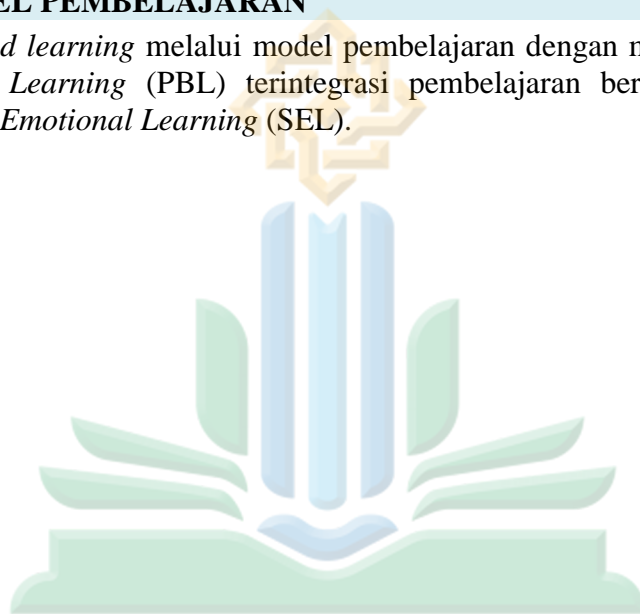 EL PEMBELAJARAN
d learning melalui model pembelajaran dengan
Learning (PBL) terintegrasi pembelajaran ber
Emotional Learning (SEL).